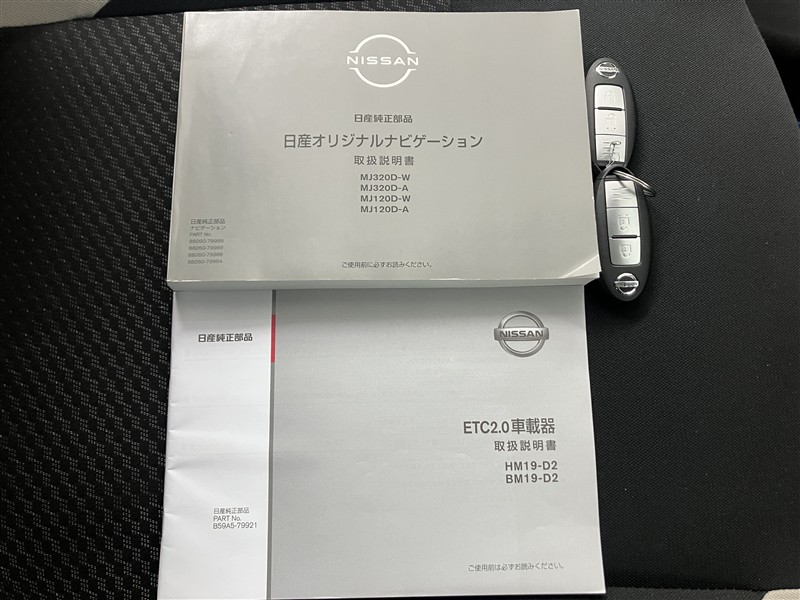 NISSAN
日産純正部品
日産オリジナルナビゲーション
取扱説明書
MJ320D-W
MJ320D-A
MJ120D-W
MJ120D-A
日産純正部品
ナビゲーション
PART No.
ご使用前に必ずお読みください。
日産純正部品
NISSAN
ETC2.0車載器
取扱説明書
HM19-D2
BM19-D2
日産純正部品
PART No.
B59A5-79921
ご使用前は必ずお読みください。